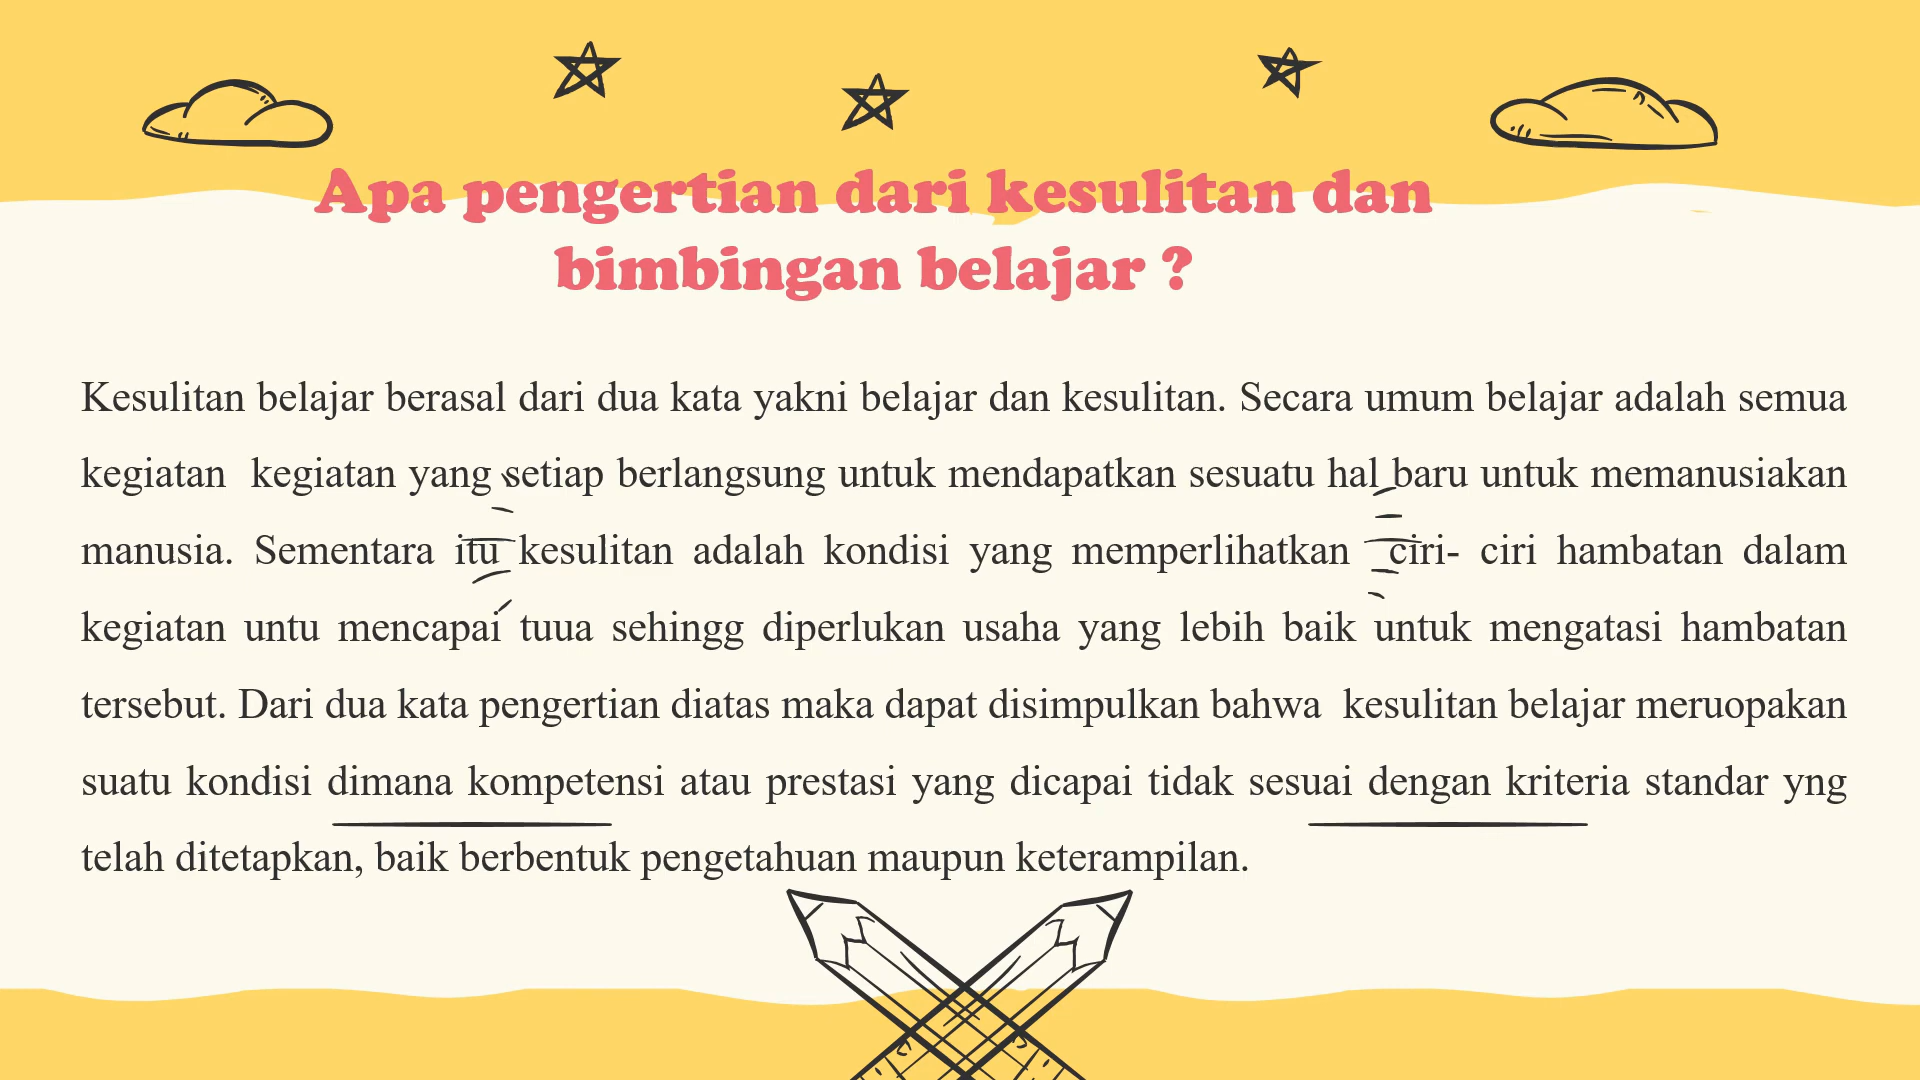 Apa pengertian dari kesulitan dan
bimbingan belajar ?
Kesulitan belajar berasal dari dua kata yakni belajar dan kesulitan. Secara umum belajar adalah semua
kegiatan kegiatan yang setiap berlangsung untuk mendapatkan sesuatu hal baru untuk memanusiakan
manusia. Sementara itu kesulitan adalah kondisi yang memperlihatkan ciri- ciri hambatan dalam
kegiatan untu mencapai tuua sehingg diperlukan usaha yang lebih baik untuk mengatasi hambatan
tersebut. Dari dua kata pengertian diatas maka dapat disimpulkan bahwa kesulitan belajar meruopakan
suatu kondisi dimana kompetensi atau prestasi yang dicapai tidak sesuai dengan kriteria standar yng
telah ditetapkan, baik berbentuk pengetahuan maupun keterampilan.